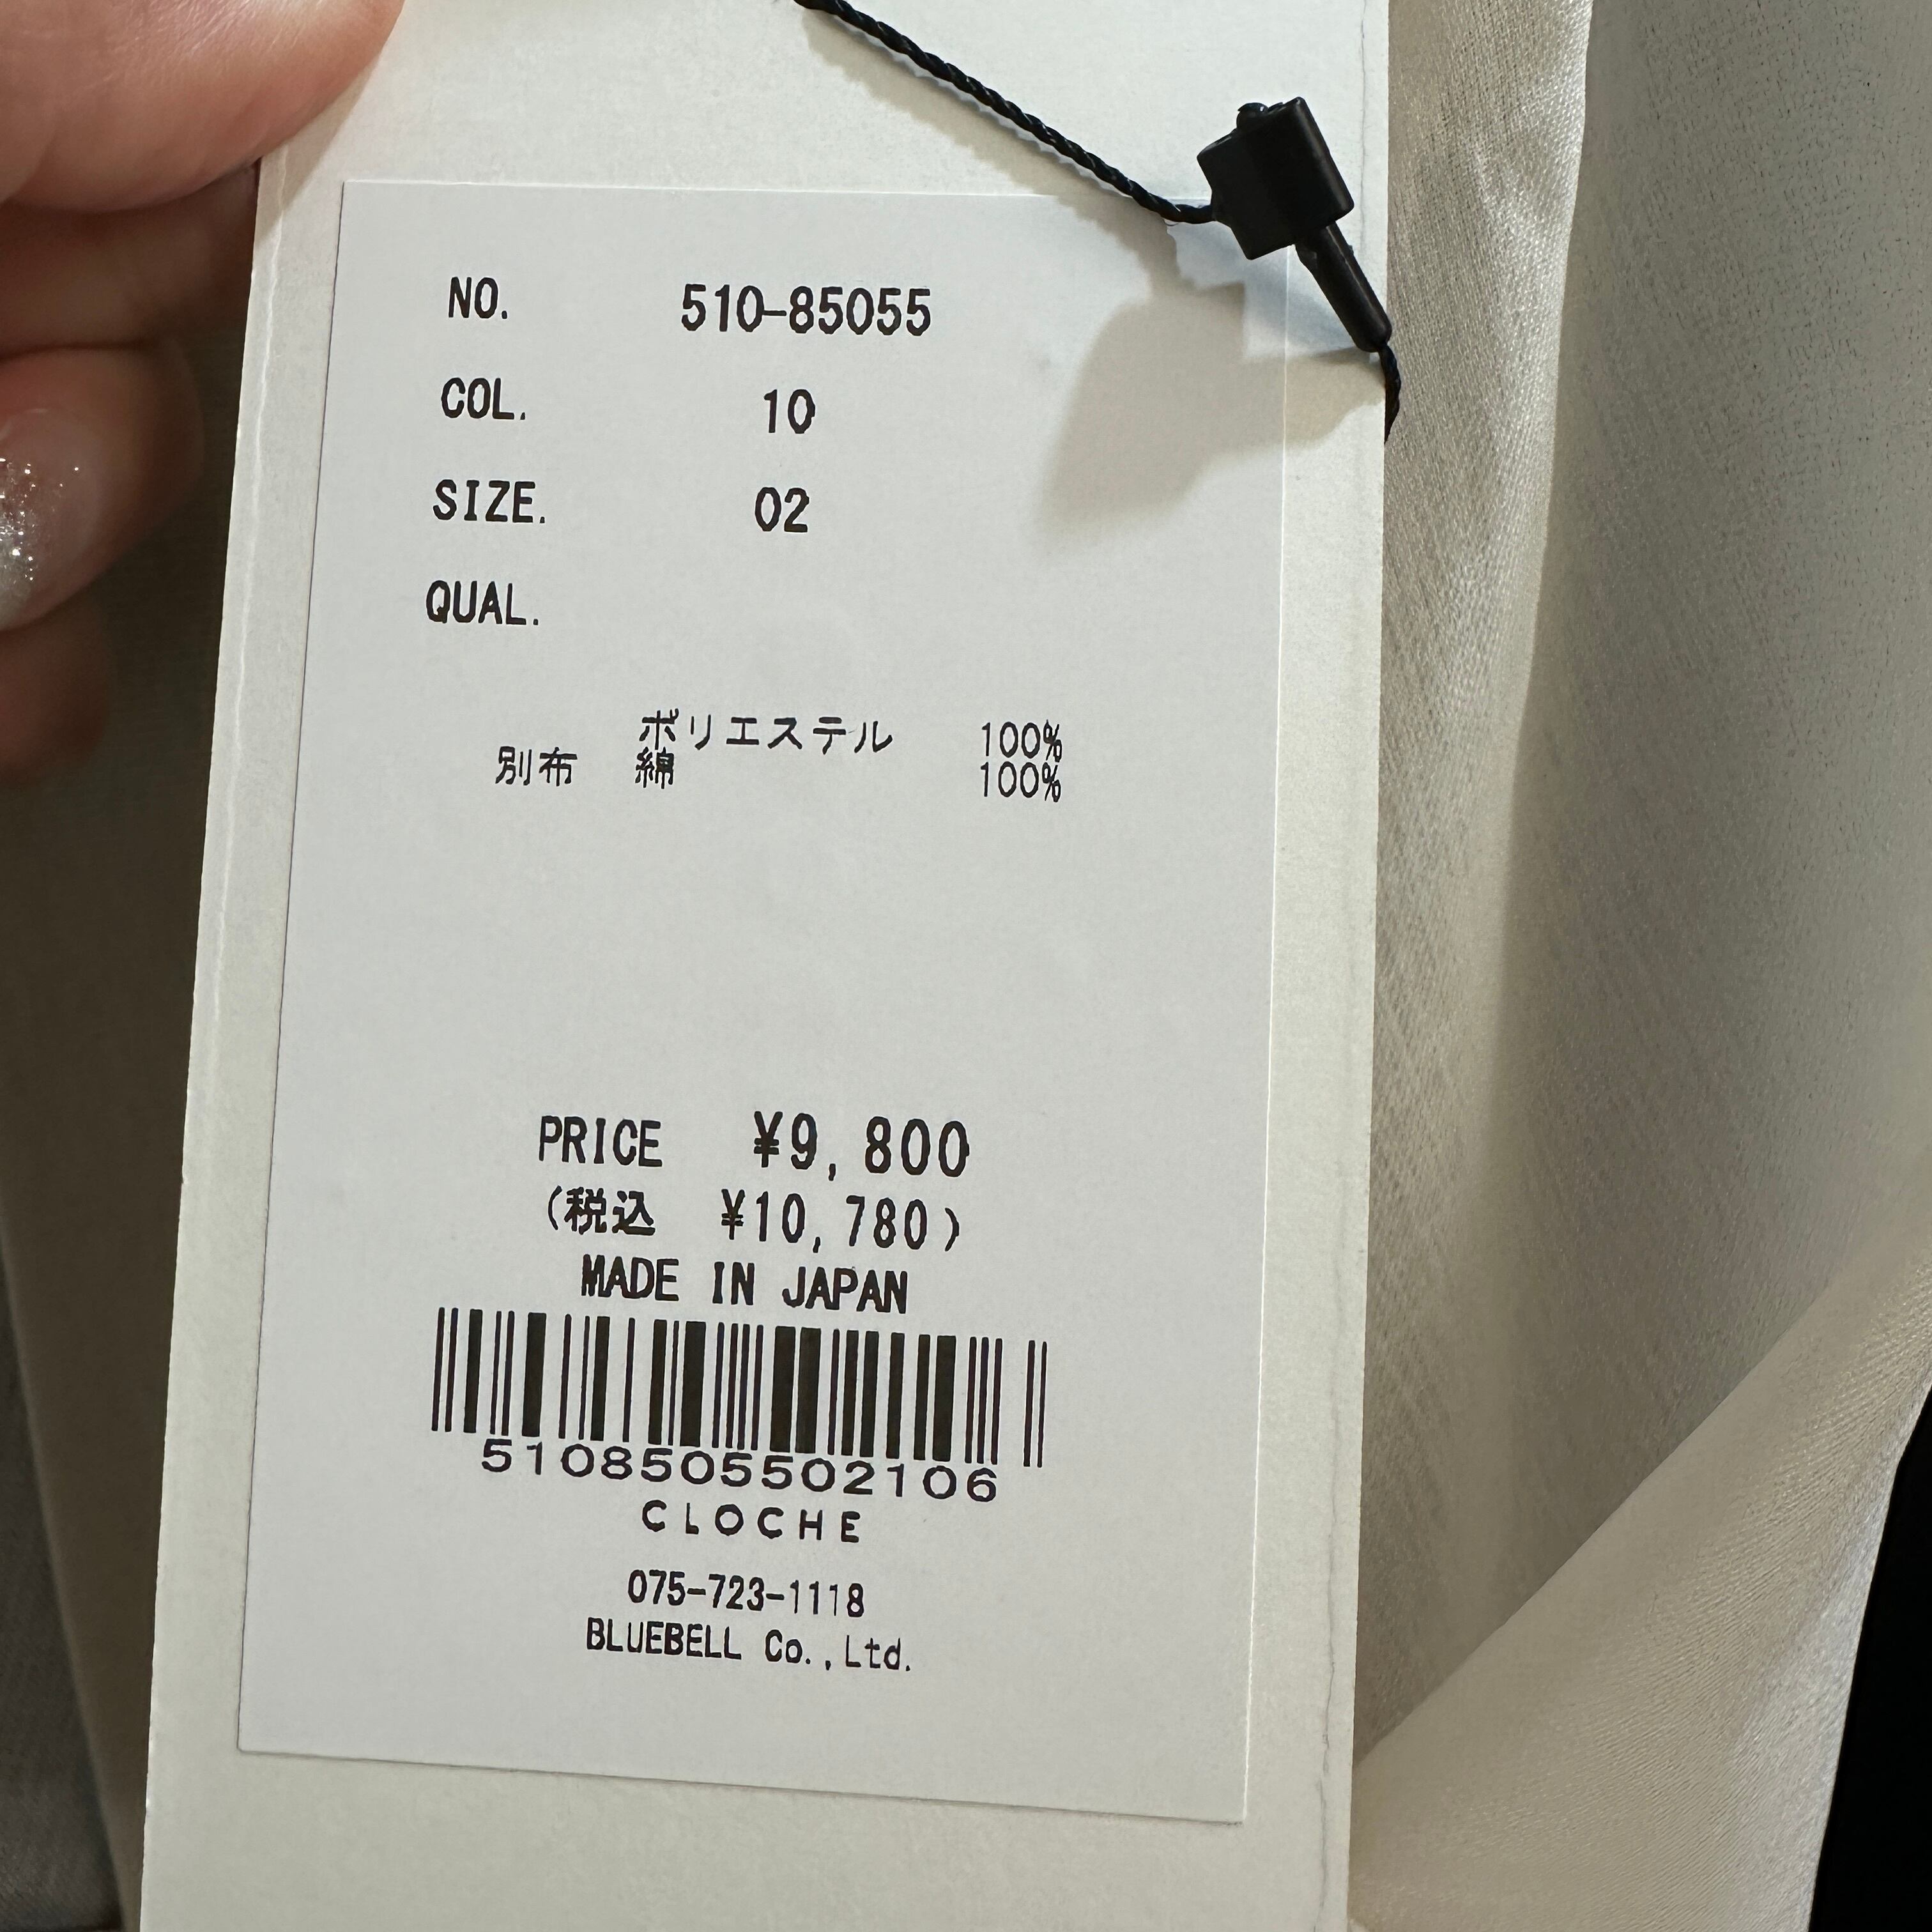 NO. 510-85055
COL. 10
SIZE. 02
QUAL.
ポリエステル 100%
別布 綿 100%
PRICE ¥9,800
(税込 ¥10,780)
MADE IN JAPAN
5108505502106
CLOCHE
075-723-1118
BLUEBELL Co.,Ltd.